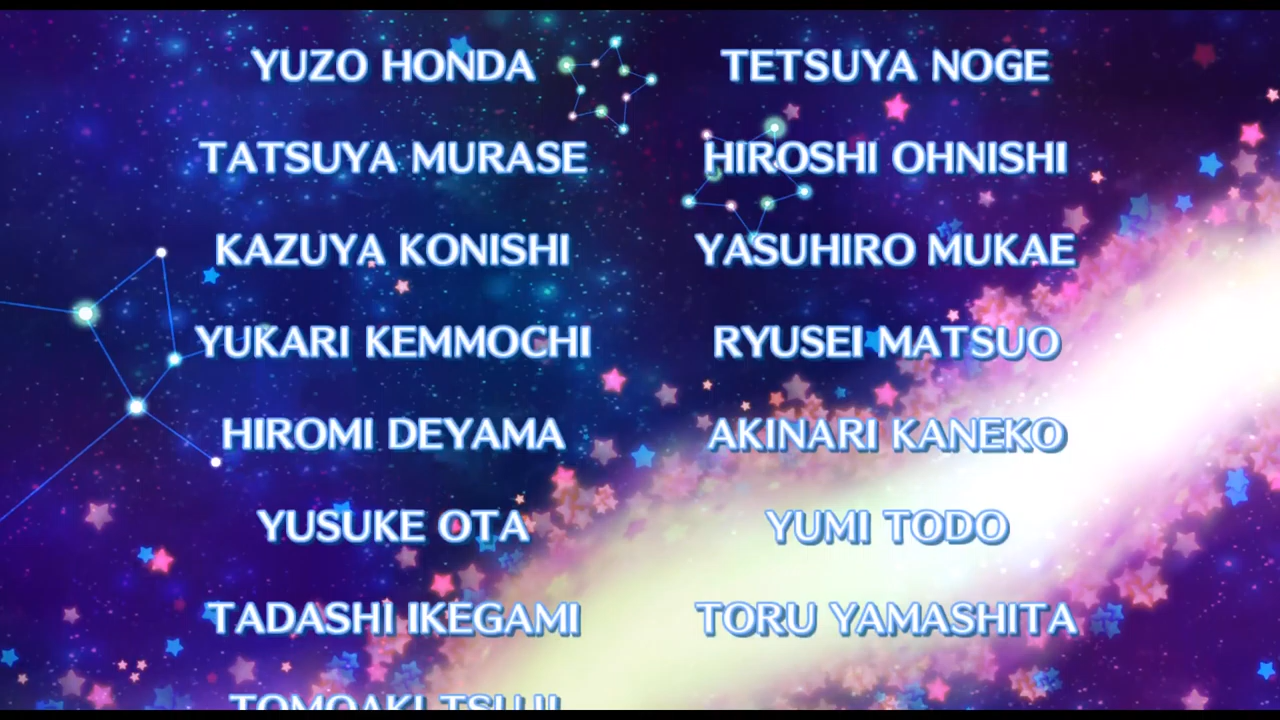 YUZO HONDA TETSUYA NOGE
TATSUYA MURASE HIROSHI OHNISHI
KAZUYA KONISHI YASUHIRO MUKAE
YUKARI KEMMOCHI RYUSEI MATSUO
HIROMI DEYAMA AKINARI KANEKO
YUSUKE OTA YUMI TODO
TADASHI IKEGAMI TORU YAMASHITA
TOMOAKI